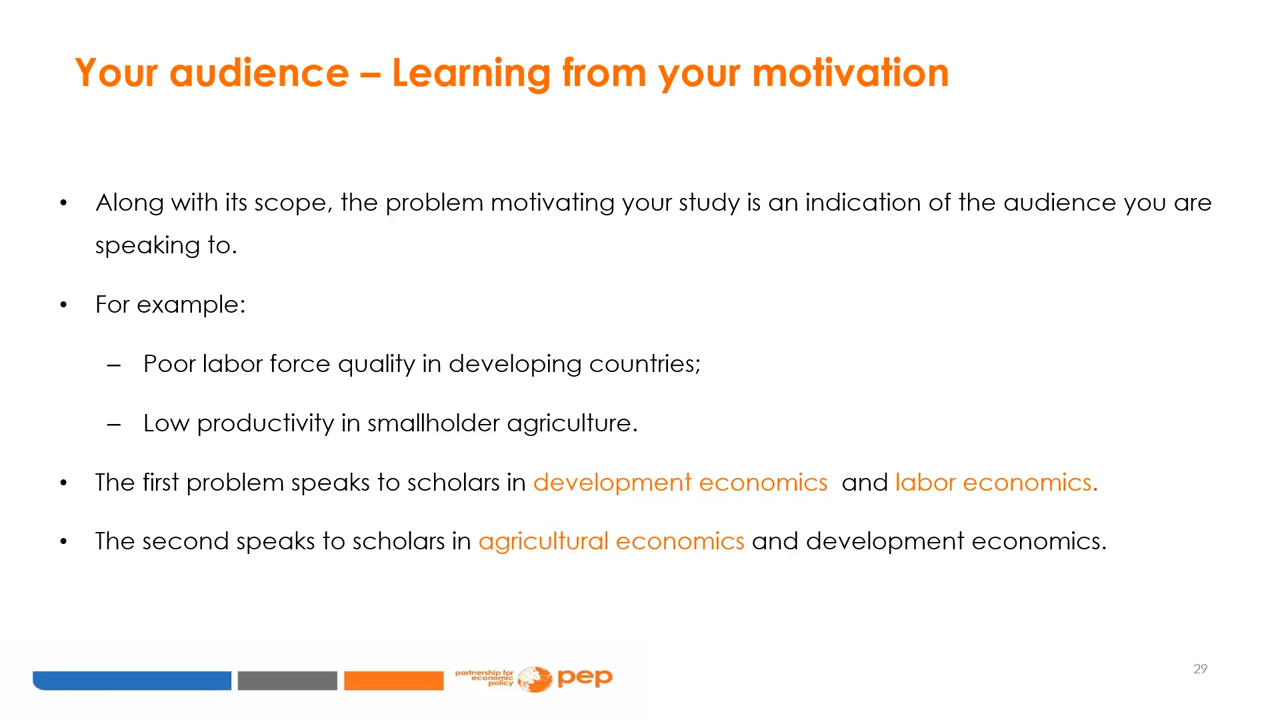 Your audience – Learning from your motivation
• Along with its scope, the problem motivating your study is an indication of the audience you are
speaking to.
• For example:
– Poor labor force quality in developing countries;
– Low productivity in smallholder agriculture.
• The first problem speaks to scholars in development economics and labor economics.
• The second speaks to scholars in agricultural economics and development economics.
partnership for
economic
policy
pep
29